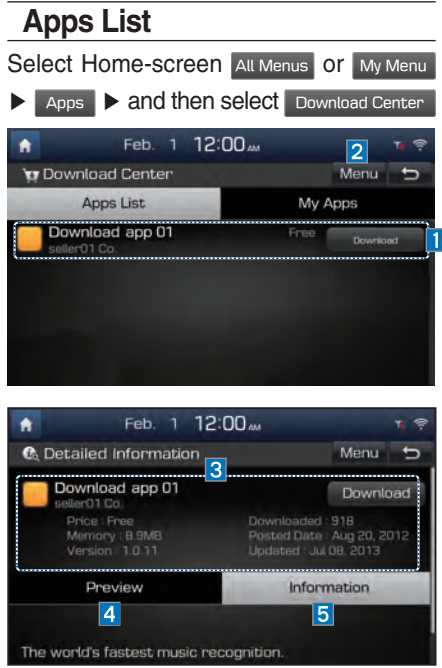 Apps List
Select Home-screen All Menus or My Menu
▶ Apps ▶ and then select Download Center
Feb. 1 12:00 AM
2
Download Center Menu
Apps List My Apps
Download app 01 Free Download 1
seller01 Co.
Feb. 1 12:00 AM
Detailed Information Menu
3
Download app 01 Download
seller01 Co.
Price : Free Downloaded : 918
Memory : 8.9MB Posted Date : Aug 20, 2012
Version : 1.0.11 Updated : Jul 08, 2013
Preview Information
4 5
The world's fastest music recognition.